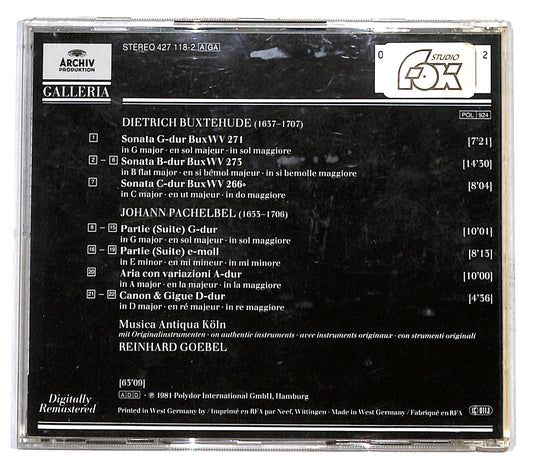 ARCHIV
PRODUKTION
GALLERIA
STEREO 427 118-2 A GA
0
STUDIO
FOX
2
POL 924
DIETRICH BUXTEHUDE (1637–1707)
1 Sonata G-dur BuxWV 271 [7'21]
in G major · en sol majeur · in sol maggiore
2 – 6 Sonata B-dur BuxWV 273 [14'30]
in B flat major · en si bémol majeur · in si bemolle maggiore
7 Sonata C-dur BuxWV 266• [8'04]
in C major · en ut majeur · in do maggiore
JOHANN PACHELBEL (1653–1706)
8 – 15 Partie (Suite) G-dur [10'01]
in G major · en sol majeur · in sol maggiore
16 – 19 Partie (Suite) e-moll [8'13]
in E minor · en mi mineur · in mi minore
20 Aria con variazioni A-dur [10'00]
in A major · en la majeur · in la maggiore
21 – 22 Canon & Gigue D-dur [4'36]
in D major · en ré majeur · in re maggiore
Musica Antiqua Köln
mit Originalinstrumenten · on authentic instruments · avec instruments originaux · con strumenti originali
REINHARD GOEBEL
[63'09]
ADD ℗ 1981 Polydor International GmbH, Hamburg
Digitally
Remastered
Printed in West Germany by / Imprimé en RFA par Neef, Wittingen · Made in West Germany / Fabriqué en RFA